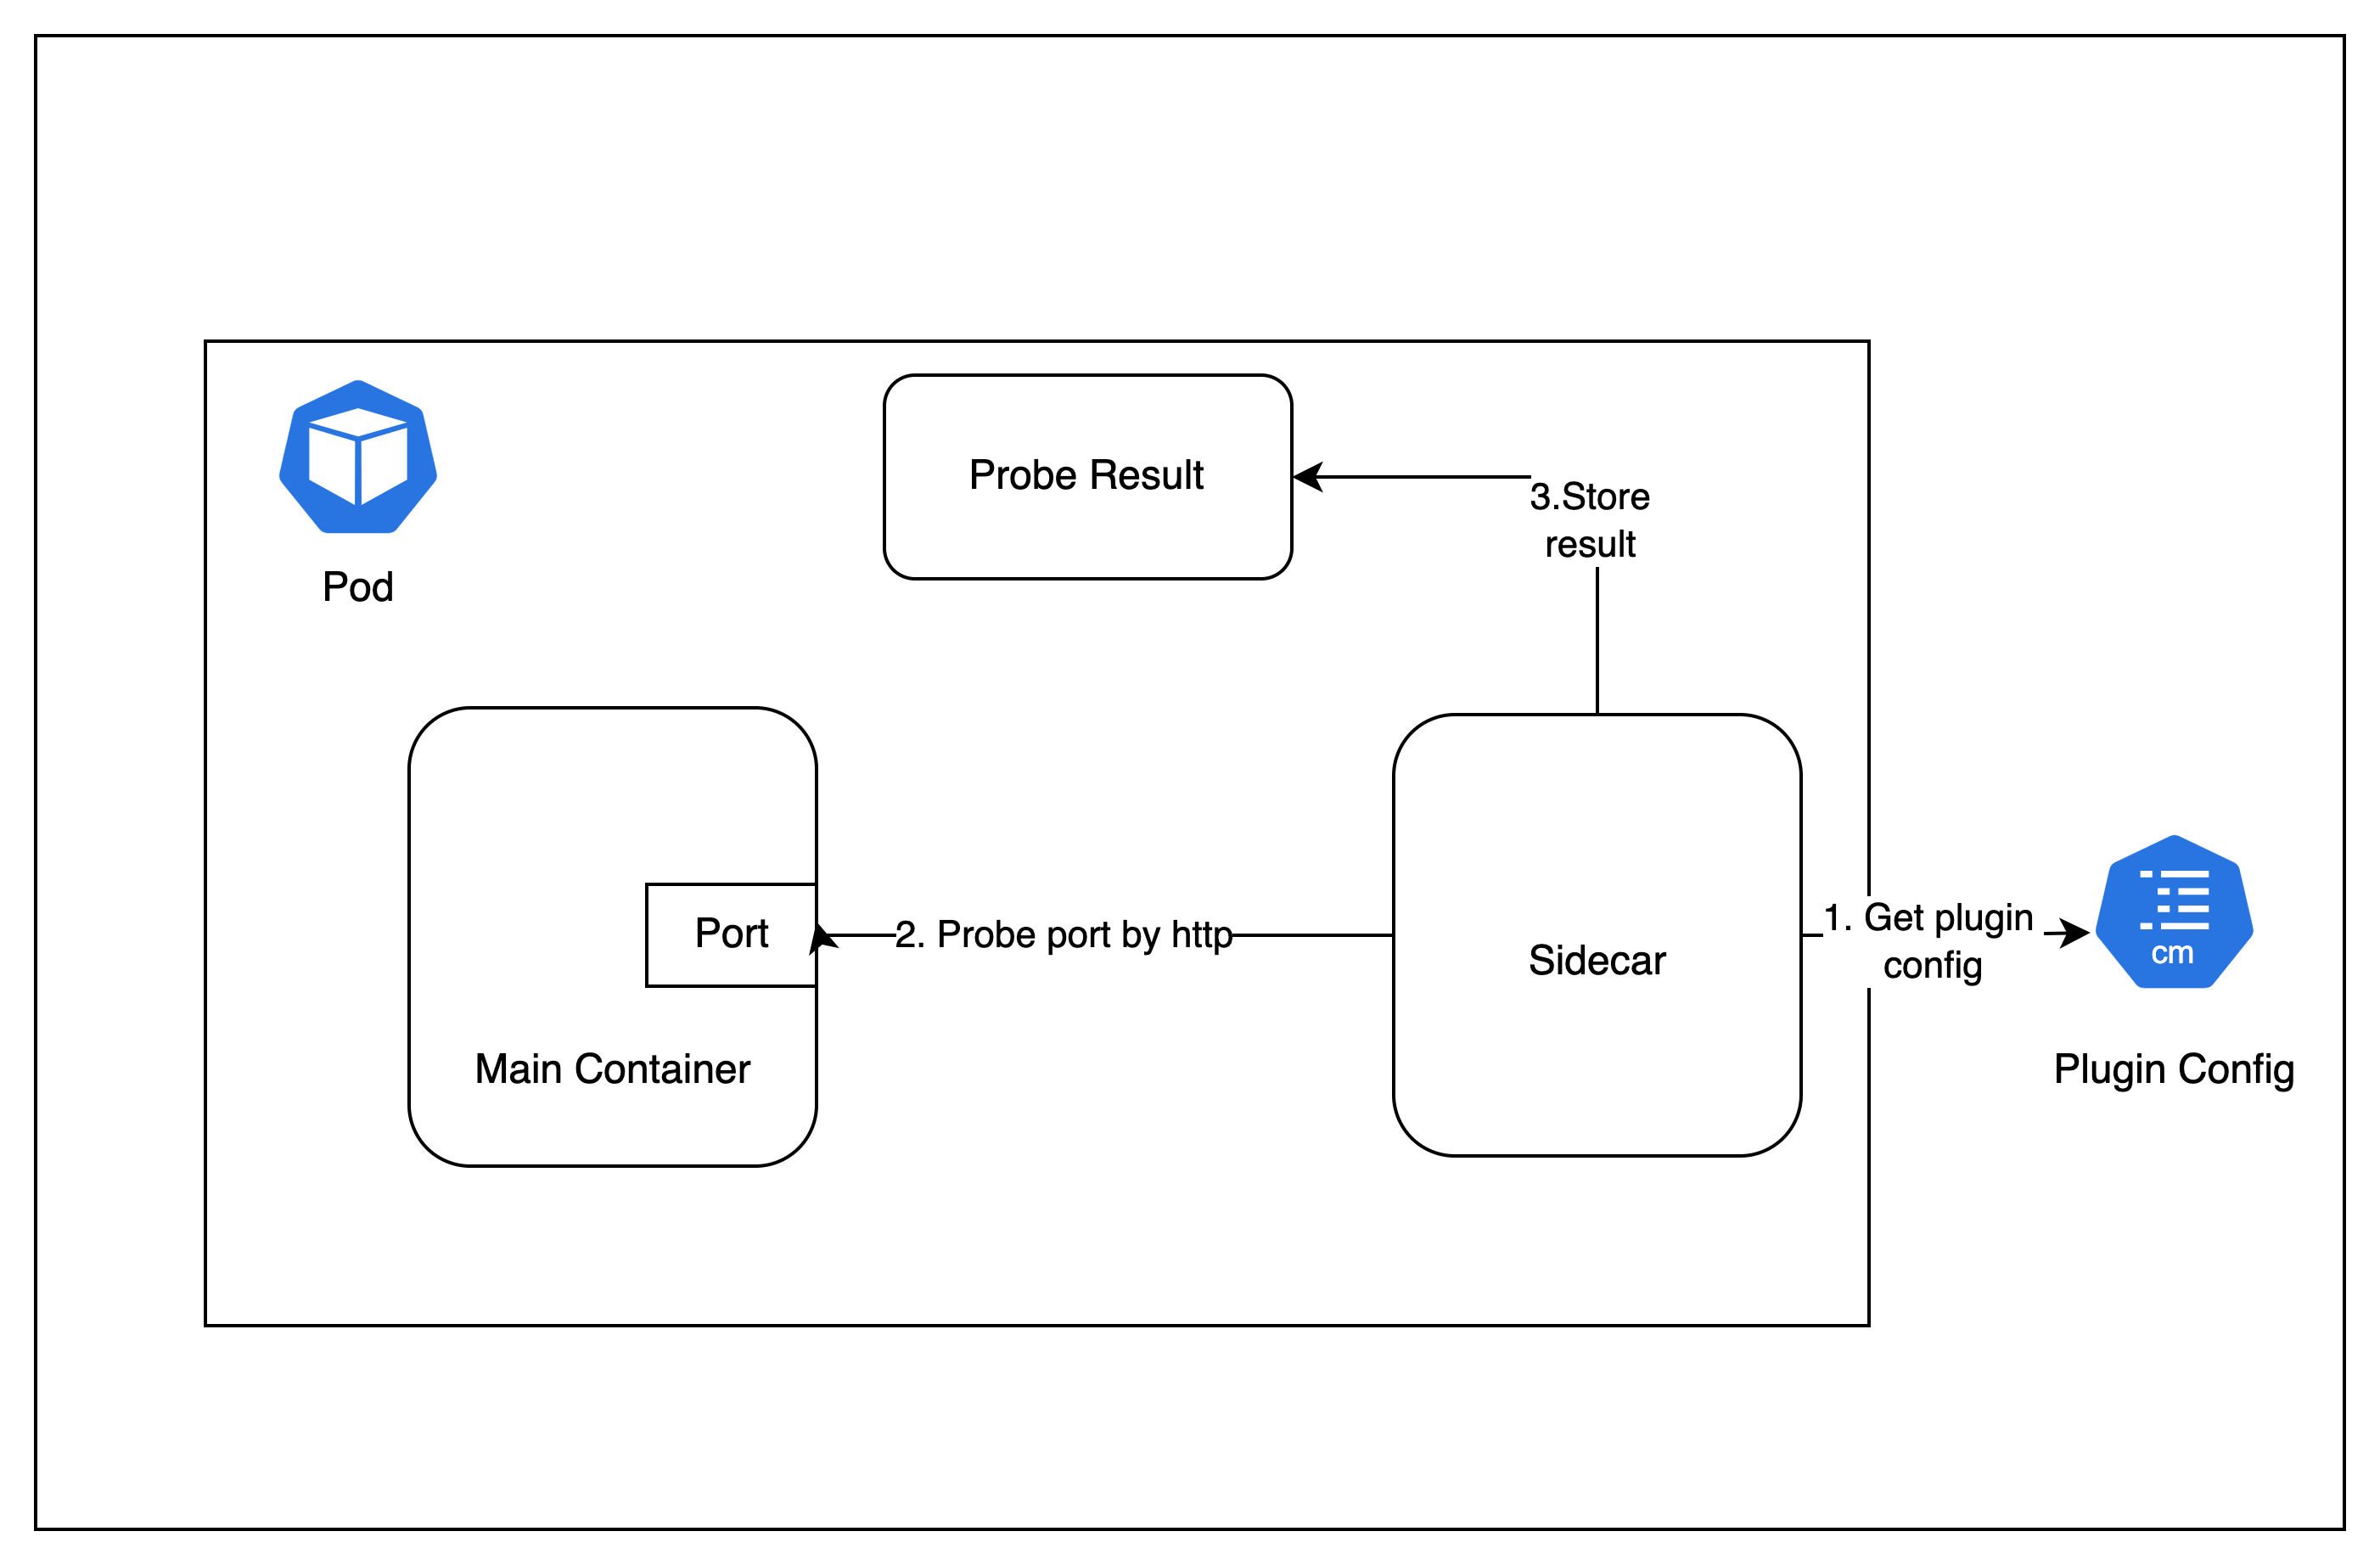 Probe Result
3.Store
result
Pod
Port
2. Probe port by http
Sidecar
1. Get plugin
config
cm
Main Container
Plugin Config